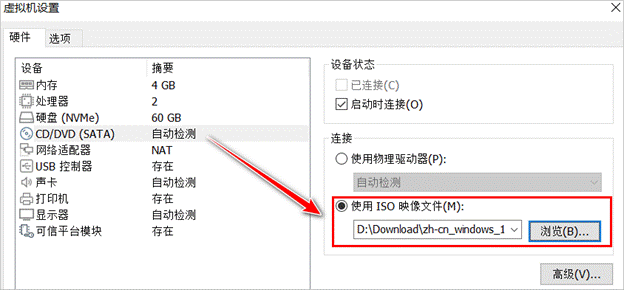 虚拟机设置
硬件 选项
设备 摘要
内存 4 GB
处理器 2
硬盘 (NVMe) 60 GB
CD/DVD (SATA) 自动检测
网络适配器 NAT
USB 控制器 存在
声卡 自动检测
打印机 存在
显示器 自动检测
可信平台模块 存在
设备状态
已连接(C)
启动时连接(O)
连接
使用物理驱动器(P):
自动检测
使用 ISO 映像文件(M):
D:\Download\zh-cn_windows_1 浏览(B)...
高级(V)...